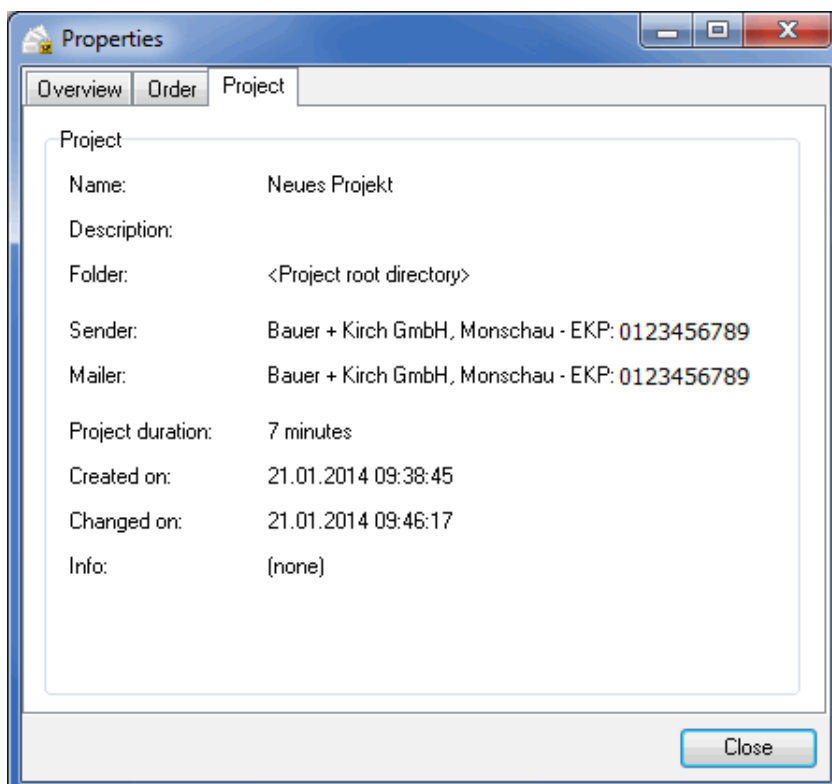 Properties
Overview Order Project
Project
Name: Neues Projekt
Description:
Folder: <Project root directory>
Sender: Bauer + Kirch GmbH, Monschau - EKP: 0123456789
Mailer: Bauer + Kirch GmbH, Monschau - EKP: 0123456789
Project duration: 7 minutes
Created on: 21.01.2014 09:38:45
Changed on: 21.01.2014 09:46:17
Info: (none)
Close